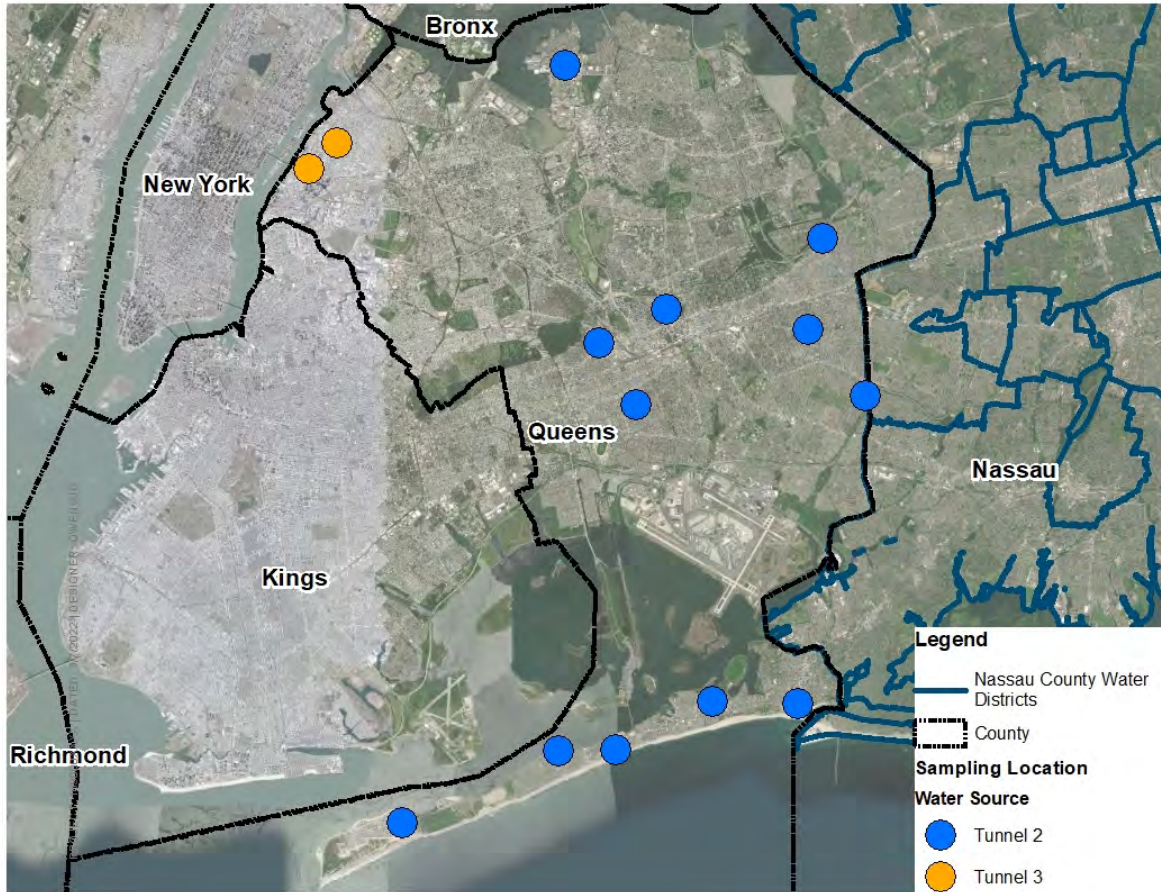 Bronx
New York
Queens
Nassau
Kings
Richmond
Legend
Nassau County Water
Districts
County
Sampling Location
Water Source
Tunnel 2
Tunnel 3